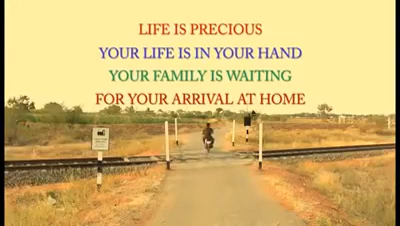 LIFE IS PRECIOUS
YOUR LIFE IS IN YOUR HAND
YOUR FAMILY IS WAITING
FOR YOUR ARRIVAL AT HOME